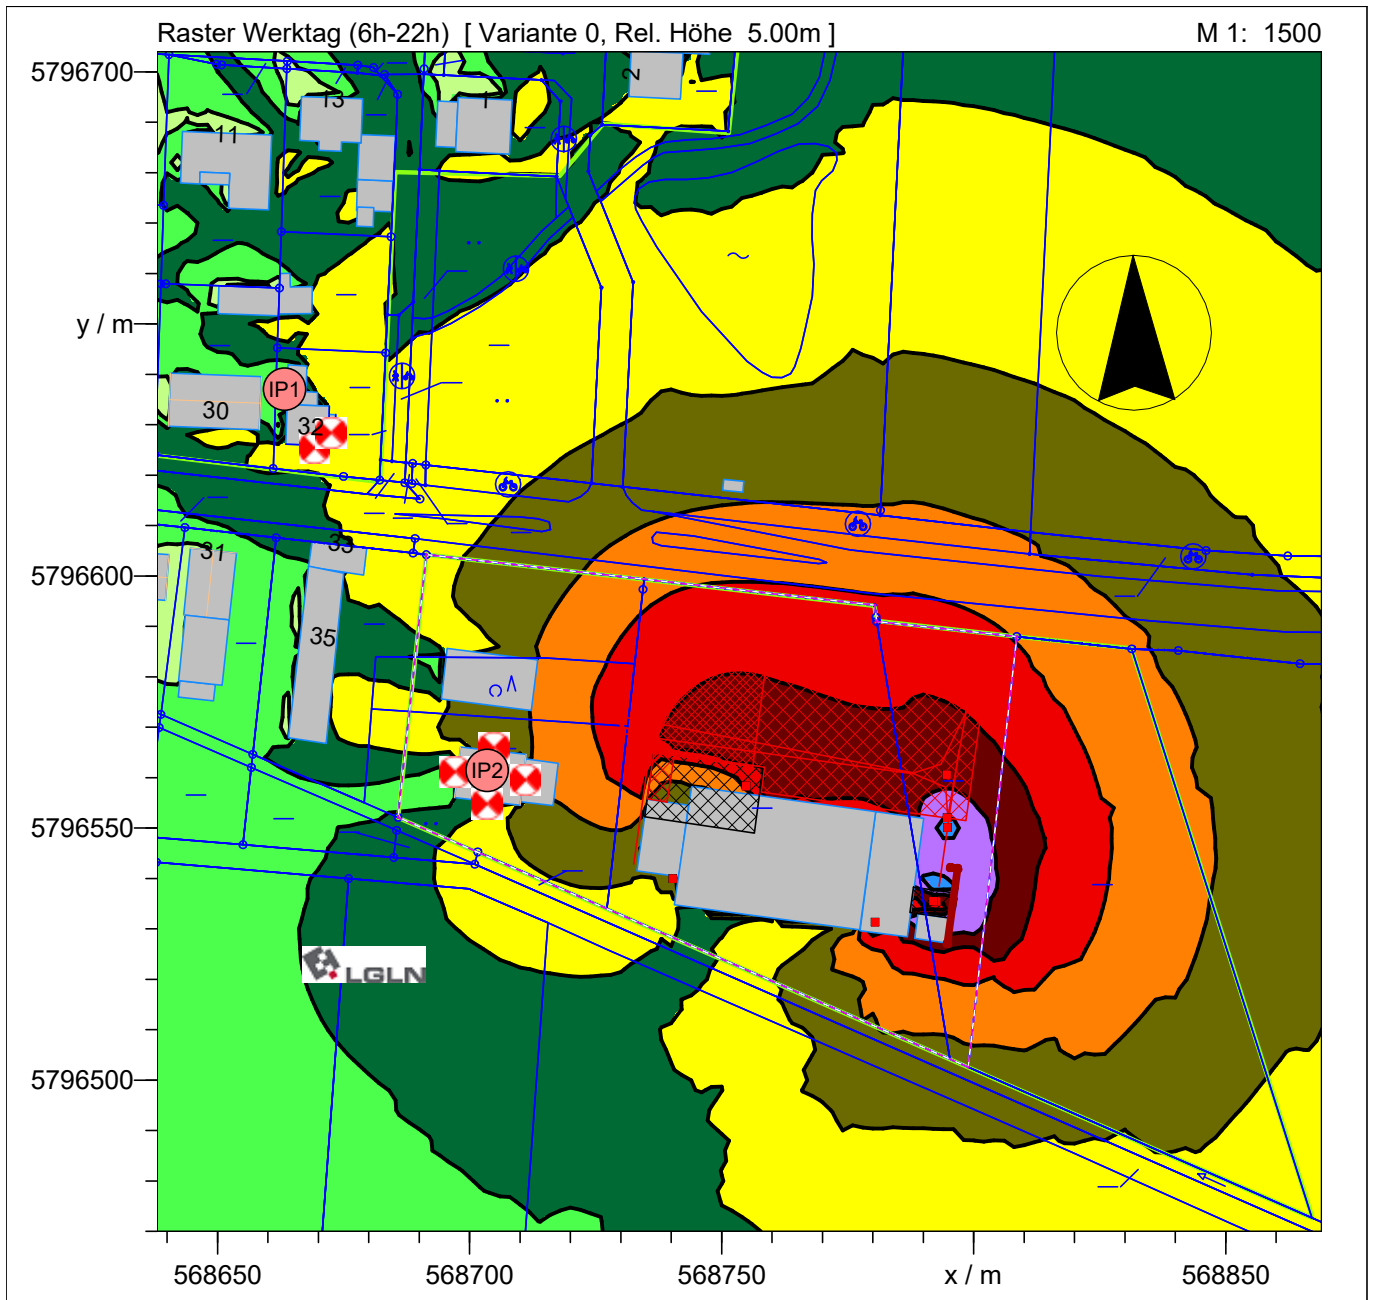 Raster Werktag (6h-22h) [ Variante 0, Rel. Höhe 5.00m ]
M 1: 1500
5796700
y / m
5796600
5796550
5796500
2
13
1
11
IP1
30
32
31
33
35
IP2
LGLN
568650
568700
568750
x / m
568850